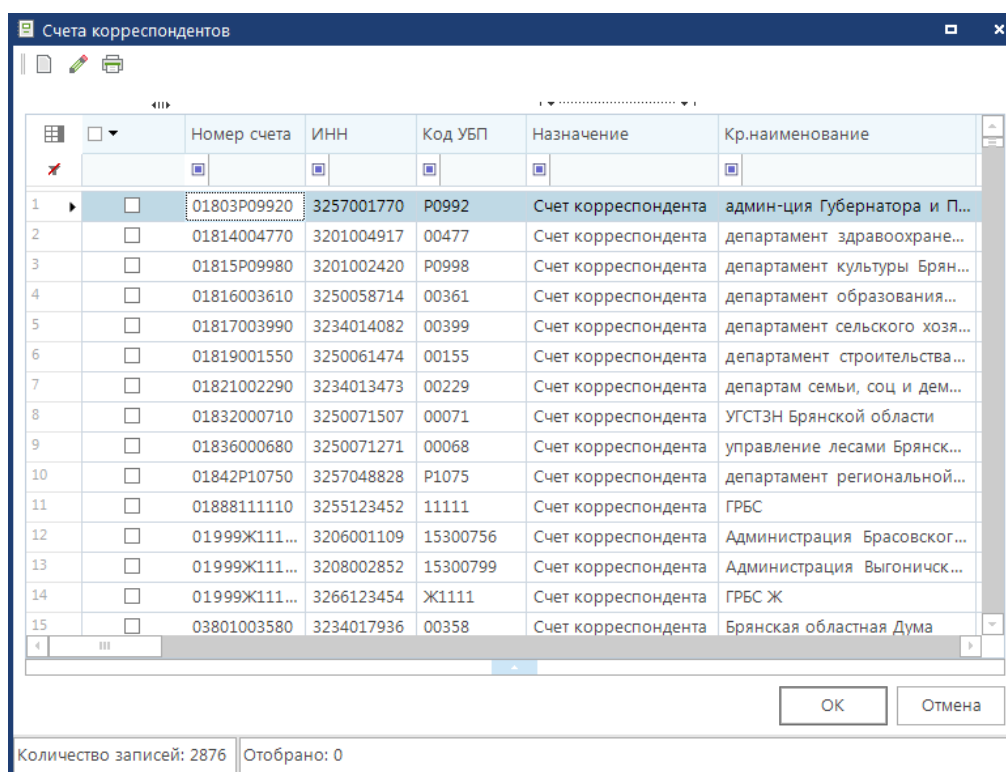 Счета корреспондентов
Номер счета ИНН Код УБП Назначение Кр.наименование
1 01803Р09920 3257001770 Р0992 Счет корреспондента админ-ция Губернатора и П...
2 01814004770 3201004917 00477 Счет корреспондента департамент здравоохране...
3 01815Р09980 3201002420 Р0998 Счет корреспондента департамент культуры Брян...
4 01816003610 3250058714 00361 Счет корреспондента департамент образования...
5 01817003990 3234014082 00399 Счет корреспондента департамент сельского хозя...
6 01819001550 3250061474 00155 Счет корреспондента департамент строительства...
7 01821002290 3234013473 00229 Счет корреспондента департам семьи, соц и дем...
8 01832000710 3250071507 00071 Счет корреспондента УГСТЗН Брянской области
9 01836000680 3250071271 00068 Счет корреспондента управление лесами Брянск...
10 01842Р10750 3257048828 Р1075 Счет корреспондента департамент региональной...
11 01888111110 3255123452 11111 Счет корреспондента ГРБС
12 01999Ж111... 3206001109 15300756 Счет корреспондента Администрация Брасовског...
13 01999Ж111... 3208002852 15300799 Счет корреспондента Администрация Выгоничск...
14 01999Ж111... 3266123454 Ж1111 Счет корреспондента ГРБС Ж
15 03801003580 3234017936 00358 Счет корреспондента Брянская областная Дума
ОК Отмена
Количество записей: 2876 Отобрано: 0